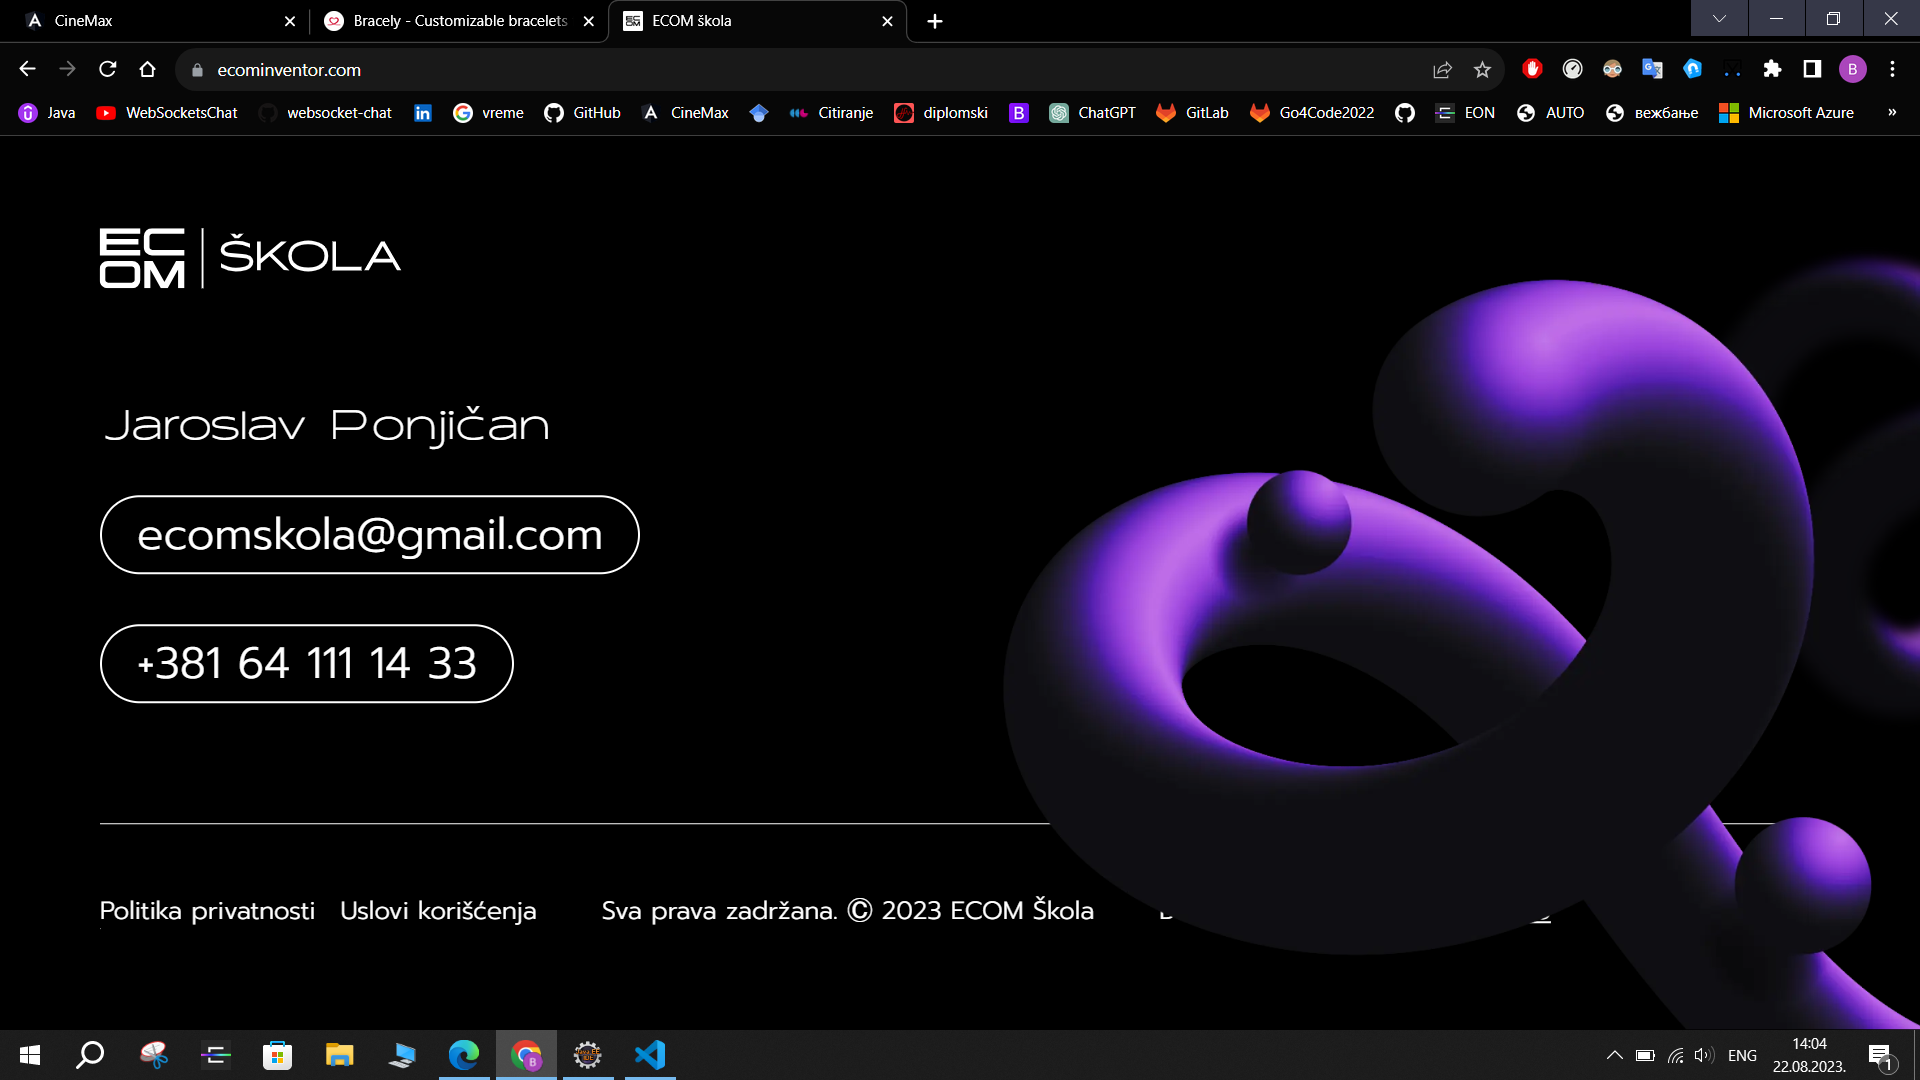 CineMax
Bracely - Customizable bracelets
ECOM škola
ecominventor.com
B
Java
WebSocketsChat
websocket-chat
vreme
GitHub
CineMax
Citiranje
diplomski
ChatGPT
GitLab
Go4Code2022
EON
AUTO
вежбање
Microsoft Azure
»
EC
OM
ŠKOLA
Jaroslav Ponjičan
ecomskola@gmail.com
+381 64 111 14 33
Politika privatnosti Uslovi korišćenja Sva prava zadržana. © 2023 ECOM Škola
ENG
14:04
22.08.2023.
1